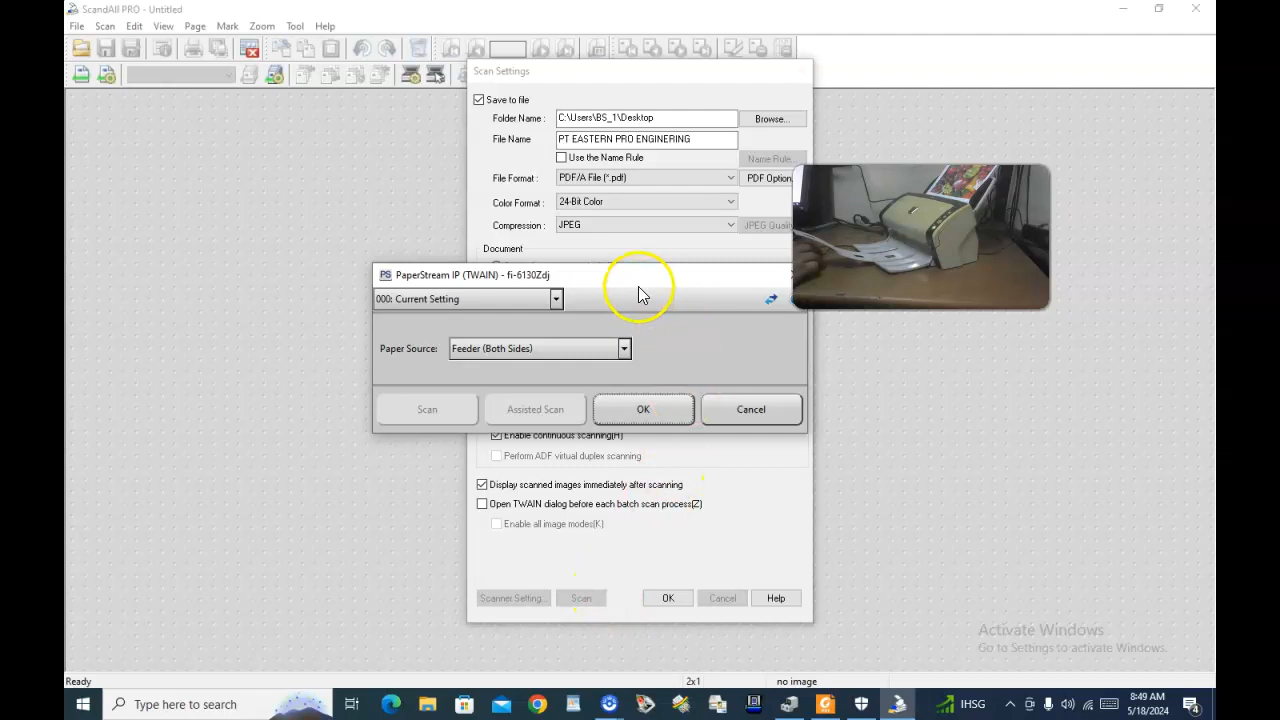 ScandAll PRO - Untitled
File Scan Edit View Page Mark Zoom Tool Help
Scan Settings
Save to file
Folder Name : C:\Users\BS_1\Desktop Browse...
File Name PT EASTERN PRO ENGINERING
Use the Name Rule Name Rule...
File Format : PDF/A File (*.pdf) PDF Option
Color Format : 24-Bit Color
Compression : JPEG JPEG Quality
Document
PS PaperStream IP (TWAIN) - fi-6130Zdj
000: Current Setting
Paper Source: Feeder (Both Sides)
Scan Assisted Scan OK Cancel
Enable continuous scanning(H)
Perform ADF virtual duplex scanning
Display scanned images immediately after scanning
Open TWAIN dialog before each batch scan process(Z)
Enable all image modes(K)
Scanner Setting... Scan OK Cancel Help
Activate Windows
Go to Settings to activate Windows.
Ready 2x1 no image
Type here to search IHSG 8:49 AM
5/18/2024 4